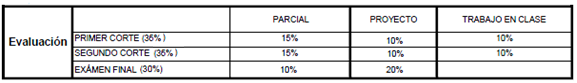 PARCIAL PROYECTO TRABAJO EN CLASE
Evaluación
PRIMER CORTE (35%) 15% 10% 10%
SEGUNDO CORTE (35%) 15% 10% 10%
EXÁMEN FINAL (30%) 10% 20%